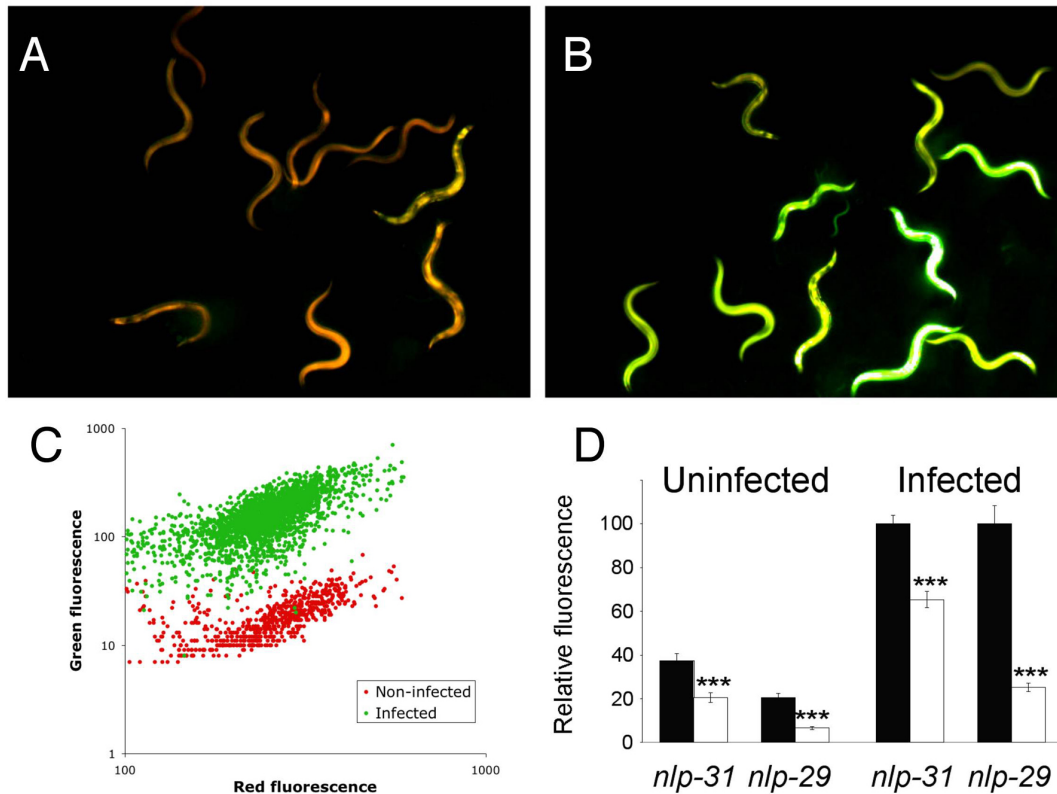 A
B
C
1000
100
10
1
Green fluorescence
100
1000
Red fluorescence
Non-infected
Infected
D
Uninfected Infected
Relative fluorescence
100
80
60
40
20
0
***
***
***
***
nlp-31 nlp-29 nlp-31 nlp-29